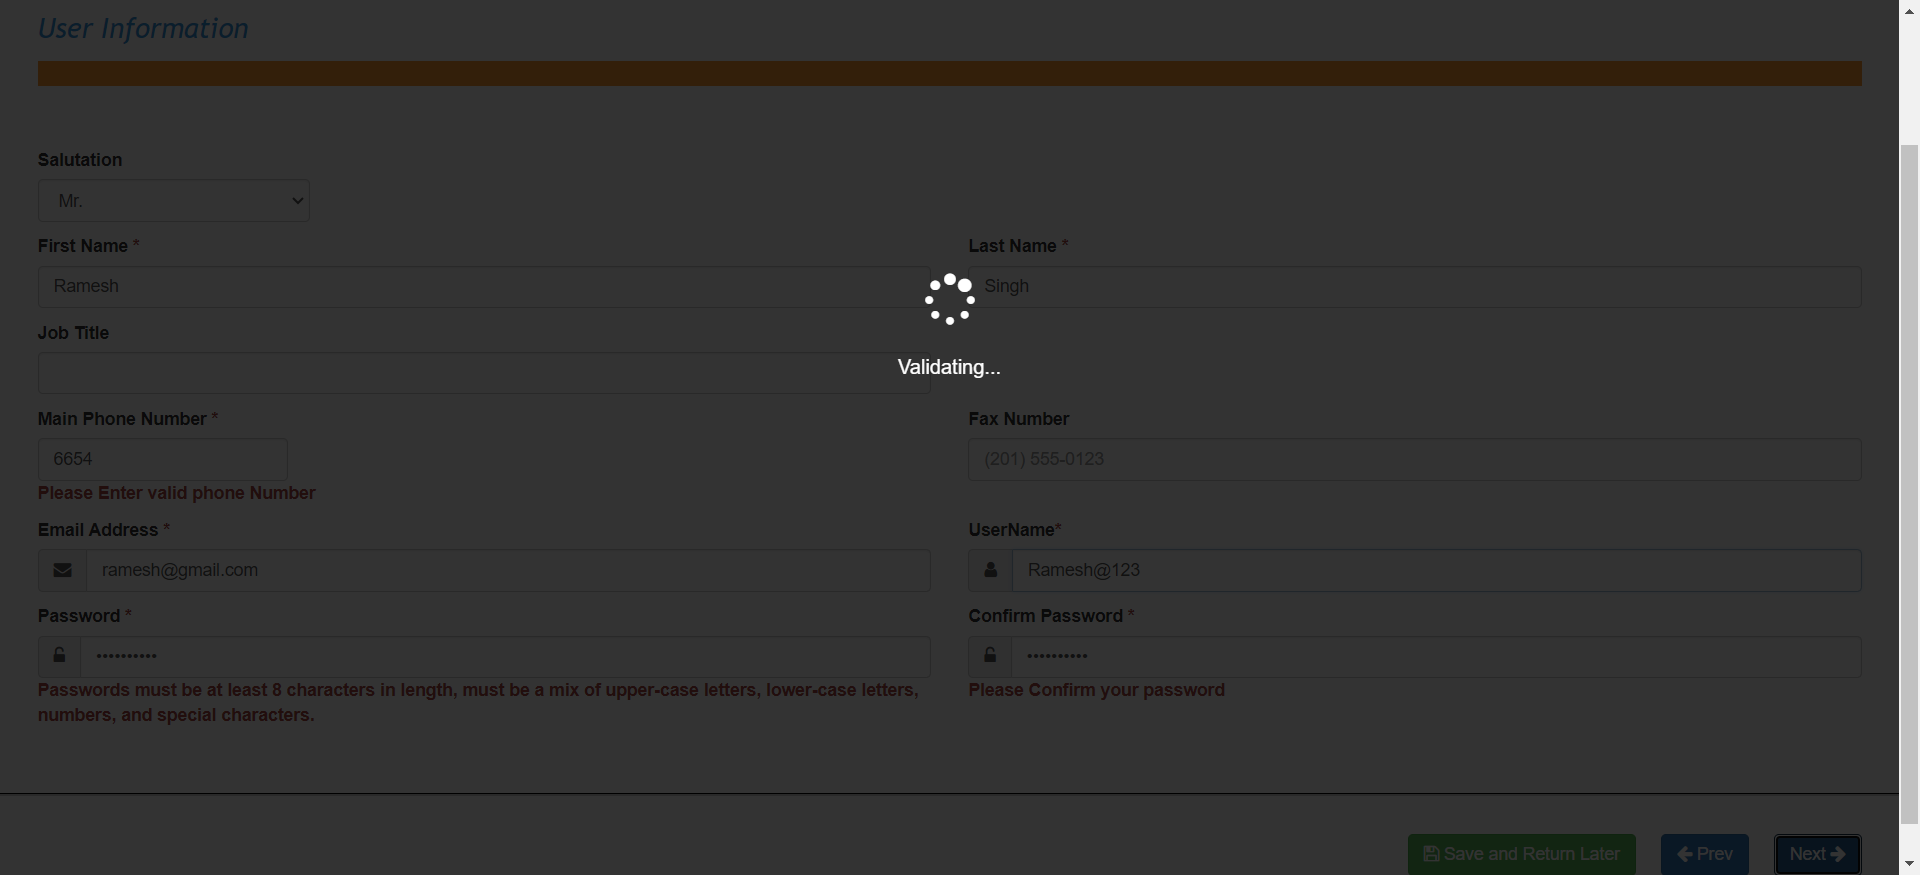 User Information
Salutation
Mr.
First Name *
Last Name *
Ramesh
Singh
Job Title
Validating...
Main Phone Number *
Fax Number
6654
(201) 555-0123
Please Enter valid phone Number
Email Address *
UserName*
ramesh@gmail.com
Ramesh@123
Password *
Confirm Password *
••••••••••
••••••••••
Passwords must be at least 8 characters in length, must be a mix of upper-case letters, lower-case letters,
numbers, and special characters.
Please Confirm your password
Save and Return Later
Prev
Next